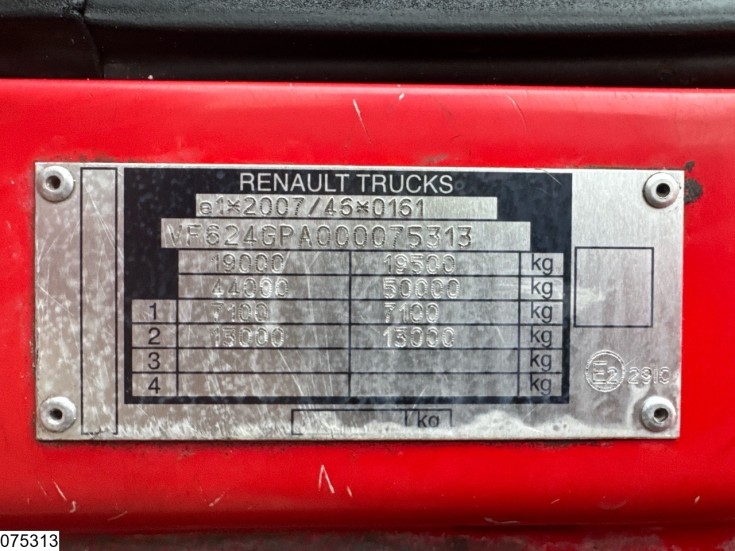 RENAULT TRUCKS
e1*2007/46*0161
VF624GPA000075313
19000 19500 kg
44000 50000 kg
1 7100 7100 kg
2 13000 13000 kg
3 kg
4 kg
E2 2910
kg
075313